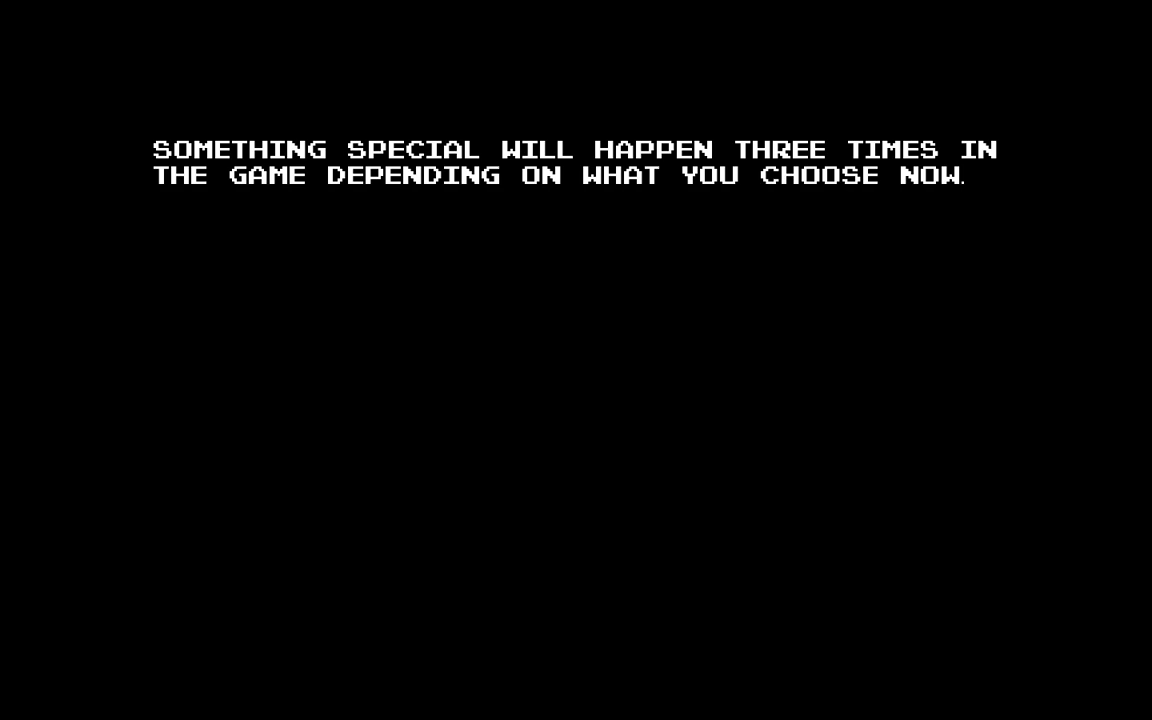 SOMETHING SPECIAL WILL HAPPEN THREE TIMES IN
THE GAME DEPENDING ON WHAT YOU CHOOSE NOW.